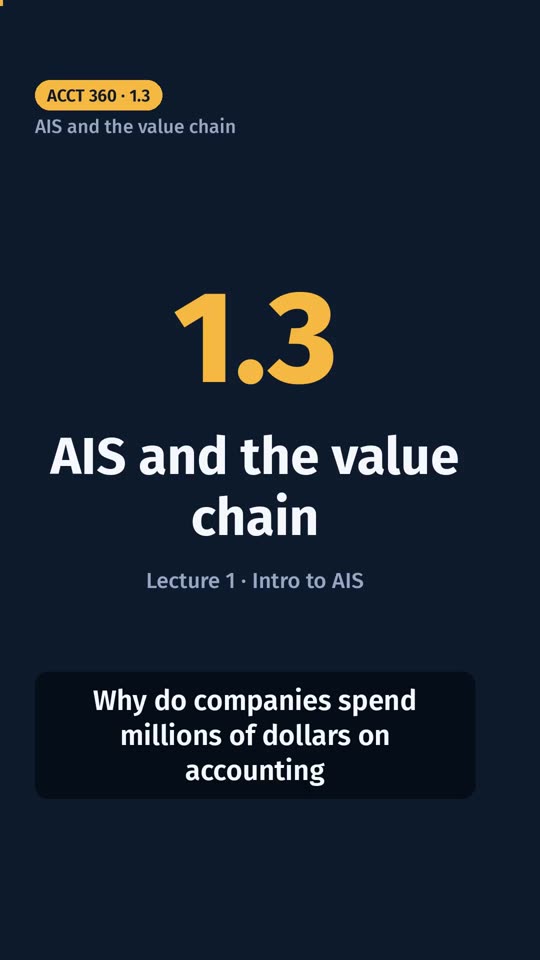 ACCT 360 · 1.3
AIS and the value chain
1.3
AIS and the value
chain
Lecture 1 · Intro to AIS
Why do companies spend
millions of dollars on
accounting